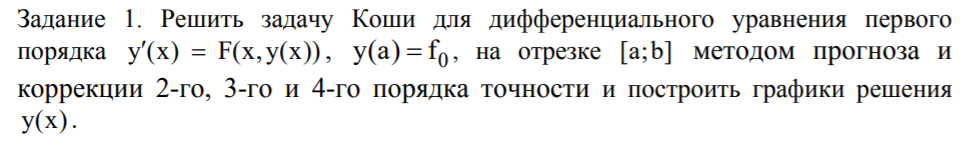 Задание 1. Решить задачу Коши для дифференциального уравнения первого
порядка y′(x) = F(x,y(x)), y(a)=f₀, на отрезке [a;b] методом прогноза и
коррекции 2-го, 3-го и 4-го порядка точности и построить графики решения
y(x).